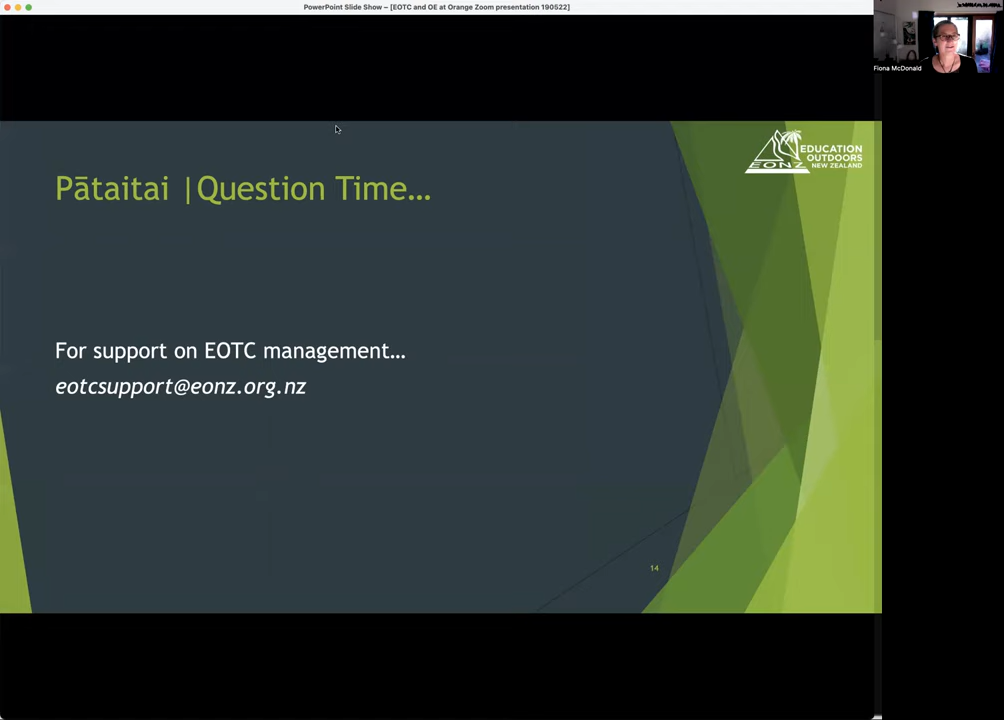 PowerPoint Slide Show – [EOTC and OE at Orange Zoom presentation 190522]
Fiona McDonald
EONZ
EDUCATION
OUTDOORS
NEW ZEALAND
Pātaitai |Question Time…
For support on EOTC management…
eotcsupport@eonz.org.nz
14